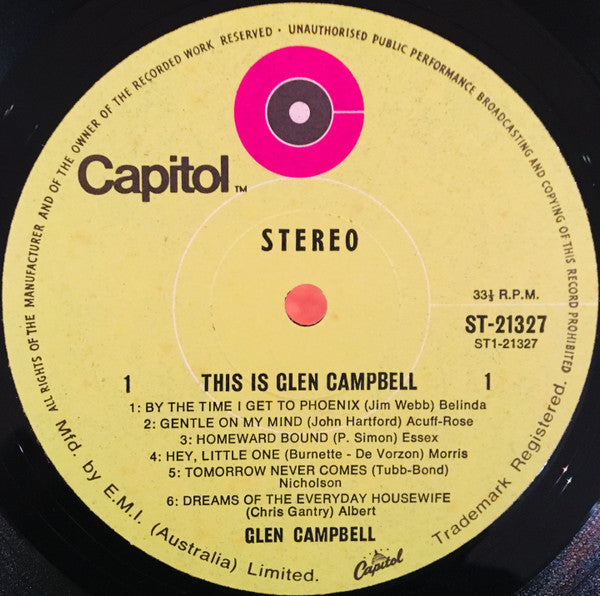 ALL RIGHTS OF THE MANUFACTURER AND OF THE OWNER OF THE RECORDED WORK RESERVED · UNAUTHORISED PUBLIC PERFORMANCE BROADCASTING AND COPYING OF THIS RECORD PROHIBITED
Capitol TM
STEREO
33⅓ R.P.M.
ST-21327
ST1-21327
1 THIS IS GLEN CAMPBELL 1
1: BY THE TIME I GET TO PHOENIX (Jim Webb) Belinda
2: GENTLE ON MY MIND (John Hartford) Acuff-Rose
3: HOMEWARD BOUND (P. Simon) Essex
4: HEY, LITTLE ONE (Burnette - De Vorzon) Morris
5: TOMORROW NEVER COMES (Tubb-Bond)
Nicholson
6: DREAMS OF THE EVERYDAY HOUSEWIFE
(Chris Gantry) Albert
GLEN CAMPBELL
Mfd. by E.M.I. (Australia) Limited.
Capitol
Trademark Registered.